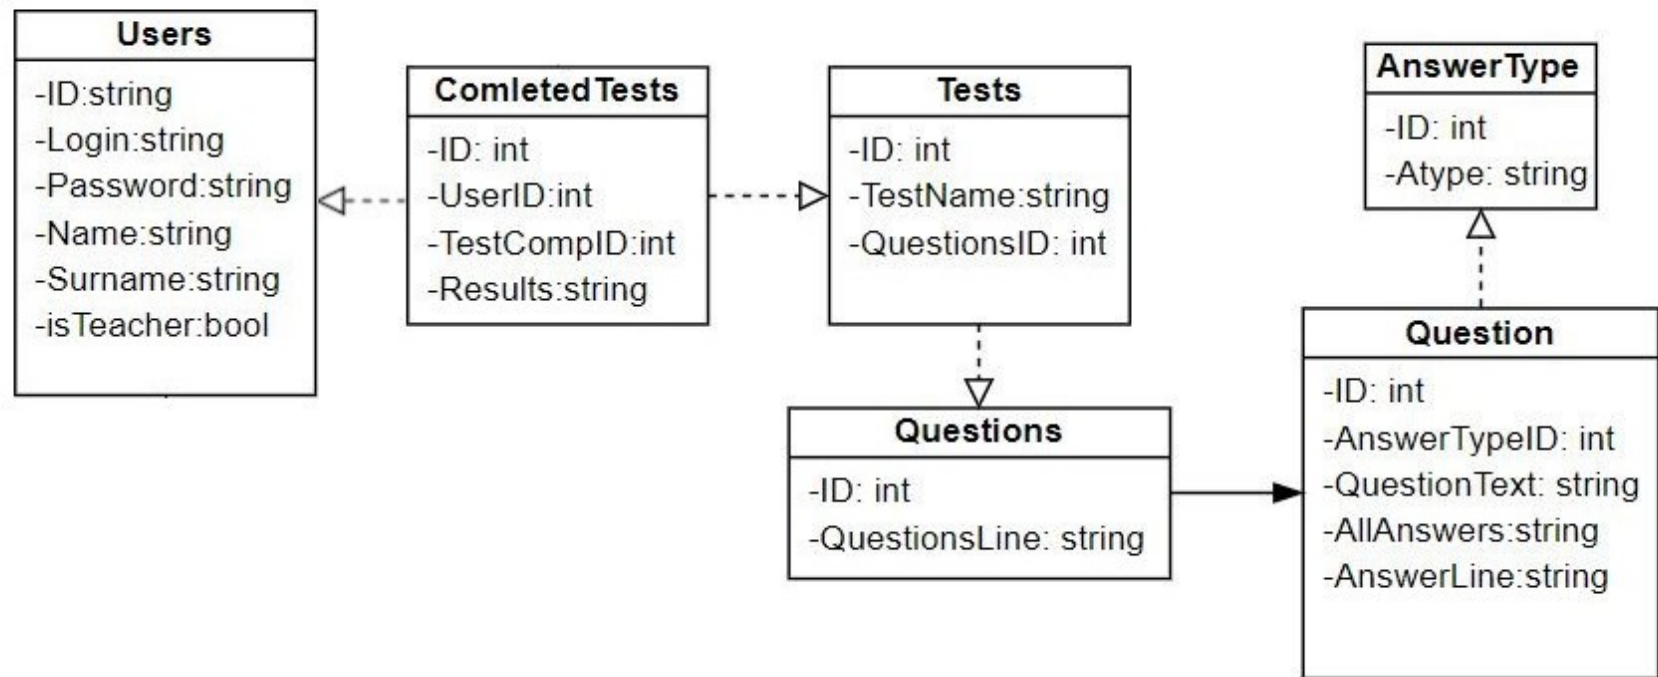 Users
-ID:string
-Login:string
-Password:string
-Name:string
-Surname:string
-isTeacher:bool
ComletedTests
-ID: int
-UserID:int
-TestCompID:int
-Results:string
Tests
-ID: int
-TestName:string
-QuestionsID: int
AnswerType
-ID: int
-Atype: string
Questions
-ID: int
-QuestionsLine: string
Question
-ID: int
-AnswerTypeID: int
-QuestionText: string
-AllAnswers:string
-AnswerLine:string